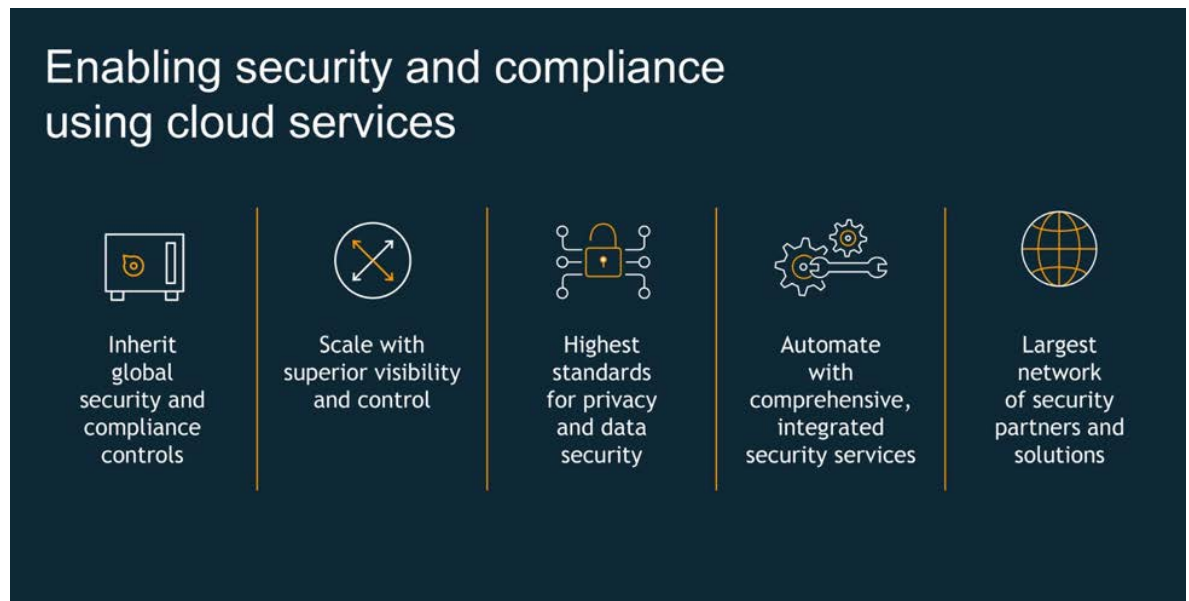 Enabling security and compliance
using cloud services
Inherit
global
security and
compliance
controls
Scale with
superior visibility
and control
Highest
standards
for privacy
and data
security
Automate
with
comprehensive,
integrated
security services
Largest
network
of security
partners and
solutions